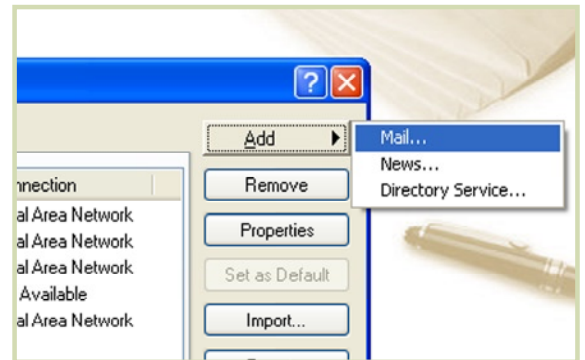 ?
Add
Mail...
News...
Directory Service...
nnection
Remove
al Area Network
al Area Network
Properties
al Area Network
Available
Set as Default
al Area Network
Import...